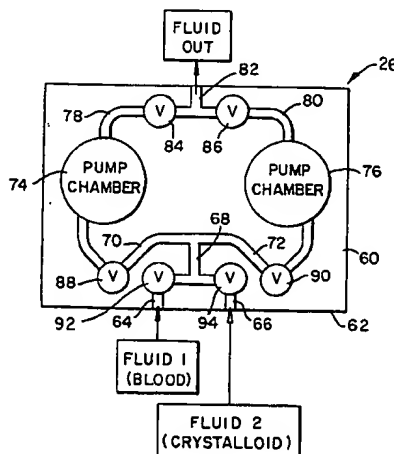 FLUID
OUT
26
82
78
V
V
80
84
86
74
PUMP
CHAMBER
PUMP
CHAMBER
76
68
70
72
60
88
V
V
V
V
90
92
64
94
66
62
FLUID 1
(BLOOD)
FLUID 2
(CRYSTALLOID)